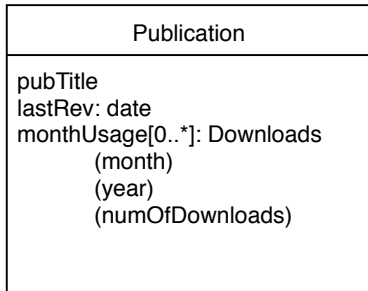 Publication
pubTitle
lastRev: date
monthUsage[0..*]: Downloads
(month)
(year)
(numOfDownloads)